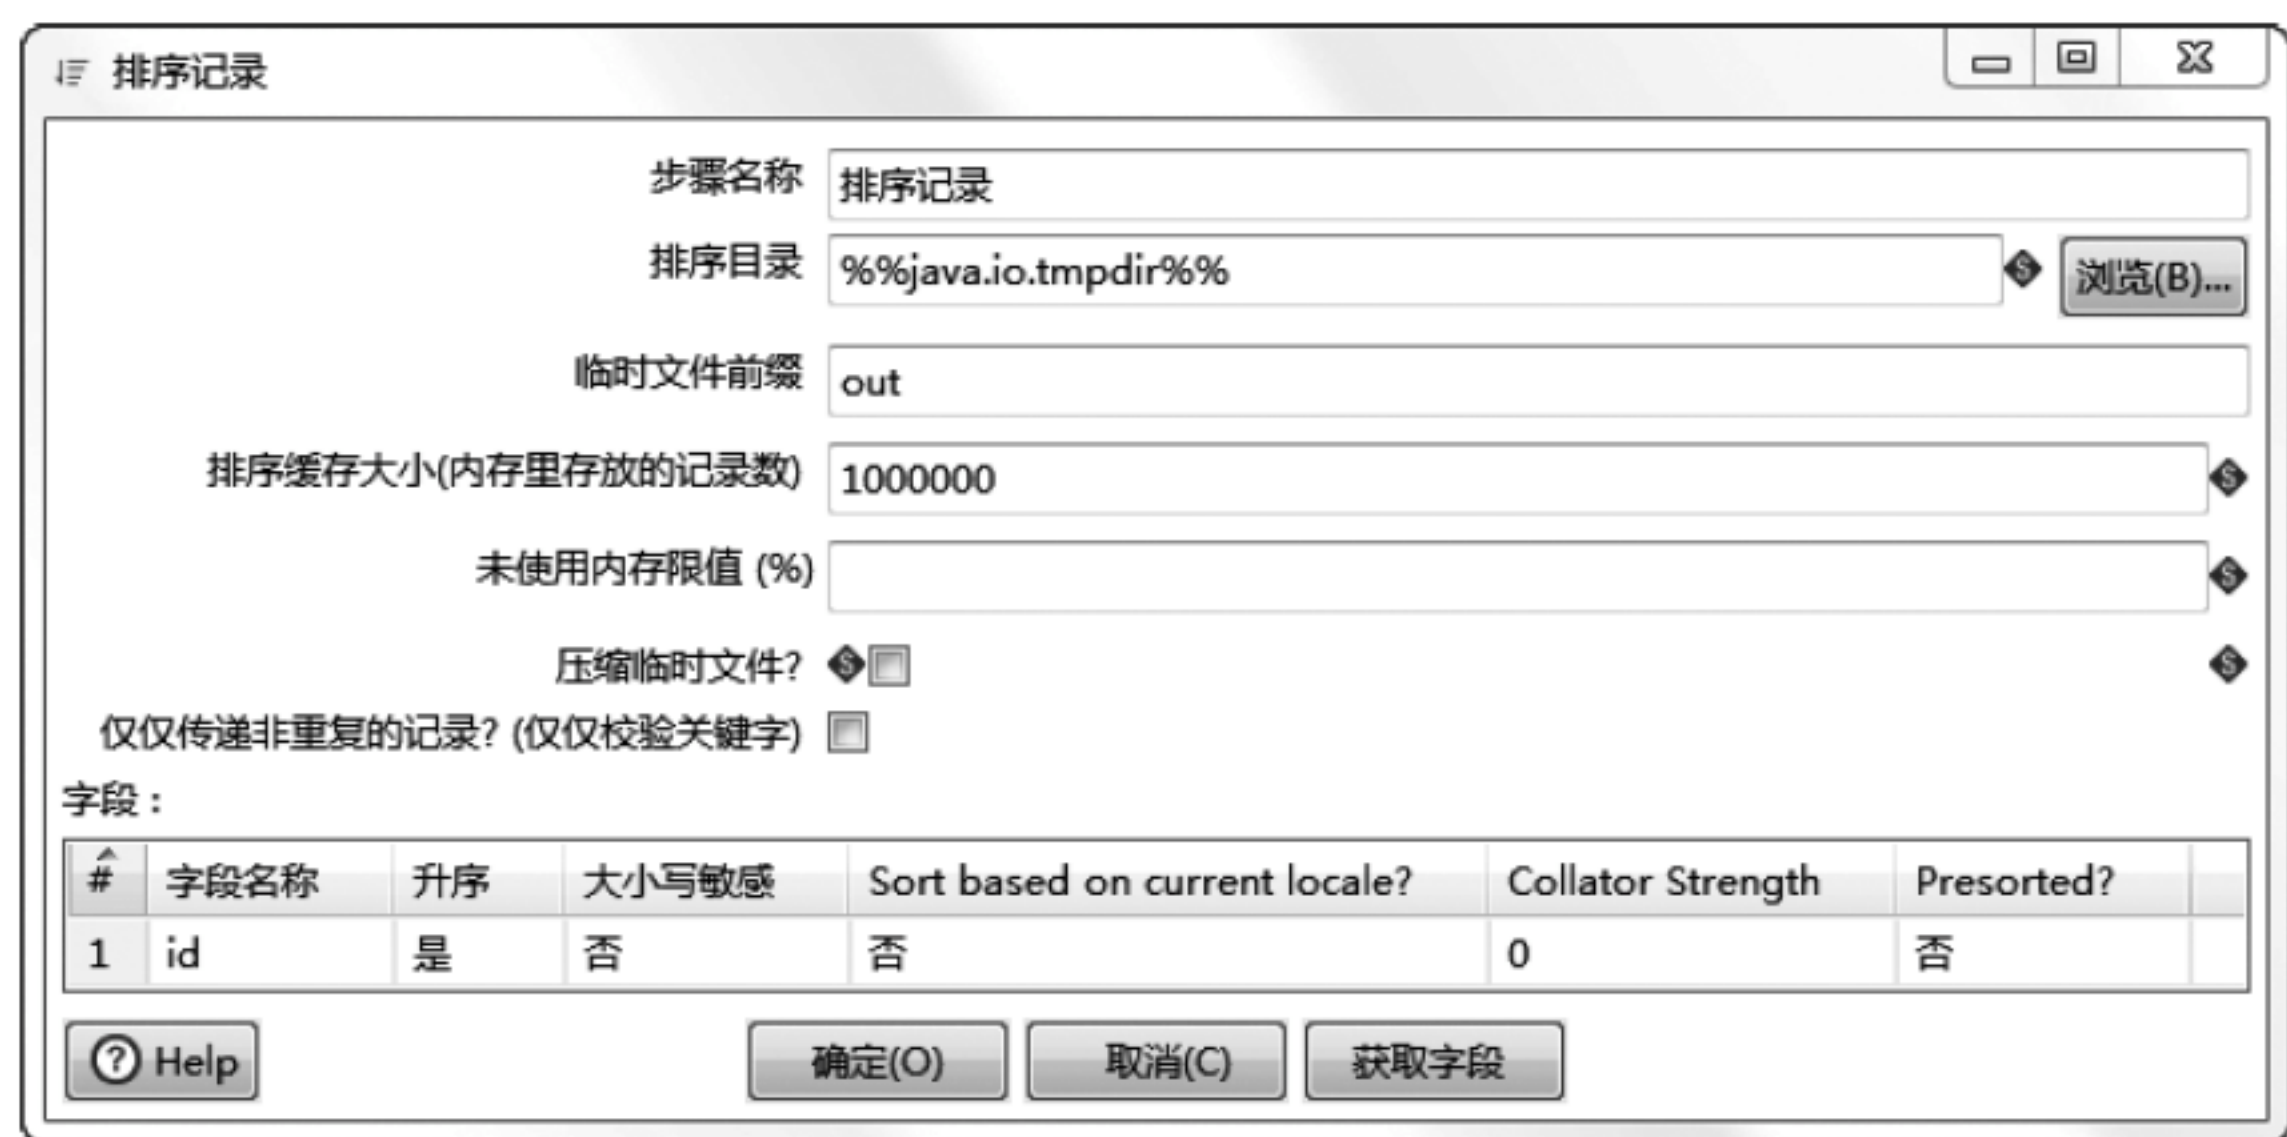 排序记录
步骤名称 排序记录
排序目录 %%java.io.tmpdir%% 浏览(B)...
临时文件前缀 out
排序缓存大小(内存里存放的记录数) 1000000
未使用内存限值 (%)
压缩临时文件?
仅仅传递非重复的记录? (仅仅校验关键字)
字段：
# 字段名称 升序 大小写敏感 Sort based on current locale? Collator Strength Presorted?
1 id 是 否 否 0 否
Help 确定(O) 取消(C) 获取字段